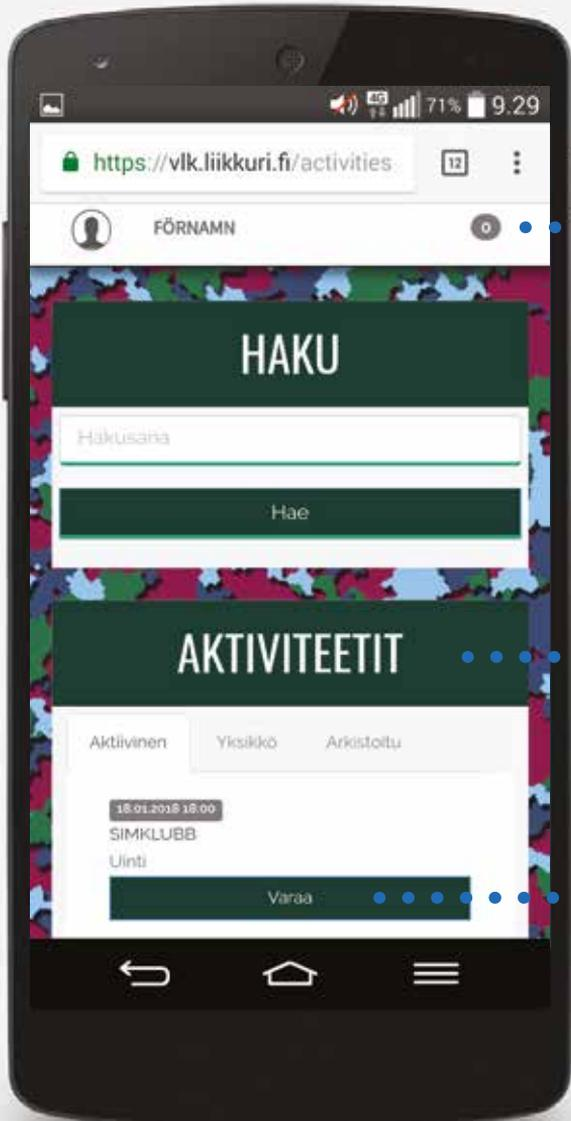 4G 71% 9.29
https://vlk.liikkuri.fi/activities 12
FÖRNAMN 0
HAKU
Hakusana
Hae
AKTIVITEETIT
Aktiivinen Yksikkö Arkistoitu
18.01.2018 18:00
SIMKLUBB
Uinti
Varaa